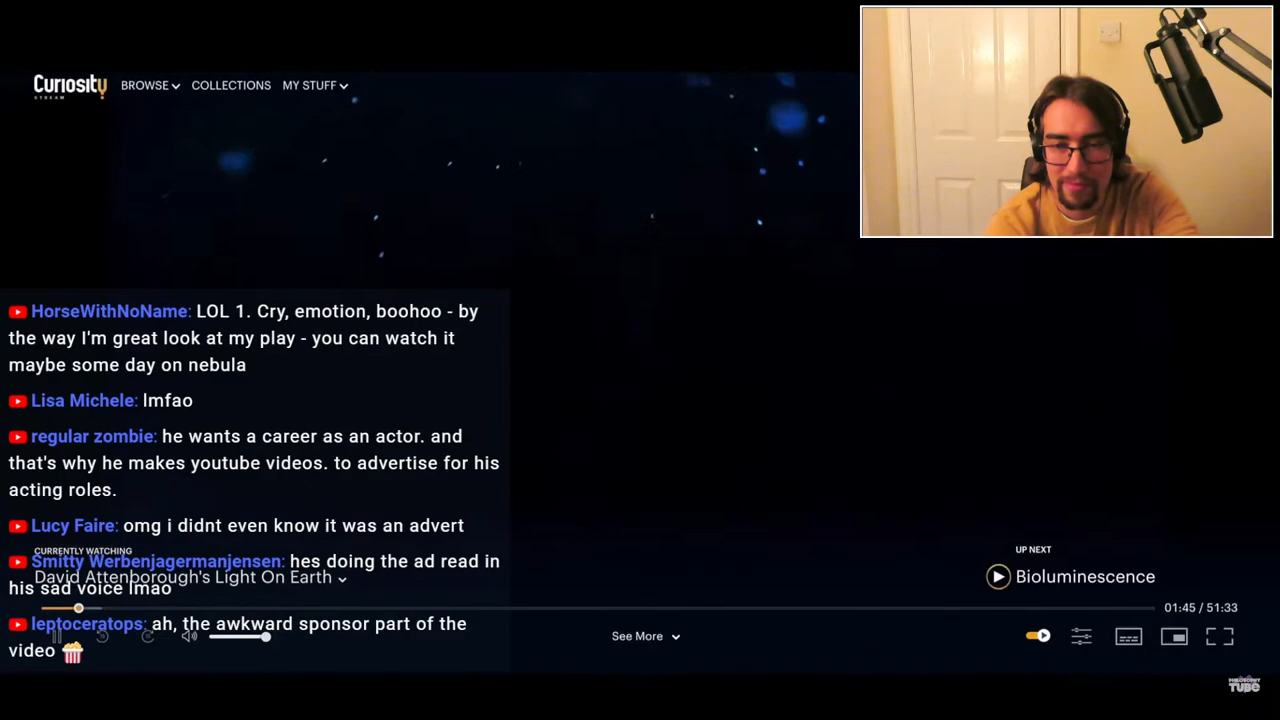 Curiosity
STREAM
BROWSE COLLECTIONS MY STUFF
HorseWithNoName: LOL 1. Cry, emotion, boohoo - by
the way I'm great look at my play - you can watch it
maybe some day on nebula
Lisa Michele: lmfao
regular zombie: he wants a career as an actor. and
that's why he makes youtube videos. to advertise for his
acting roles.
Lucy Faire: omg i didnt even know it was an advert
CURRENTLY WATCHING
Smitty Werbenjagermanjensen: hes doing the ad read in
his sad voice lmao
David Attenborough's Light On Earth
leptoceratops: ah, the awkward sponsor part of the
video
UP NEXT
Bioluminescence
01:45 / 51:33
See More
PHILOSOPHY
TUBE